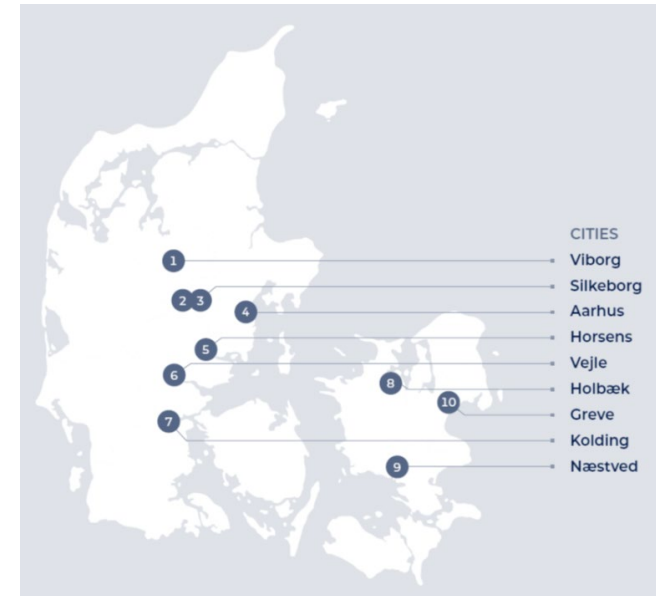 CITIES
1 Viborg
2 3 Silkeborg
4 Aarhus
5 Horsens
6 Vejle
8 Holbæk
10 Greve
7 Kolding
9 Næstved